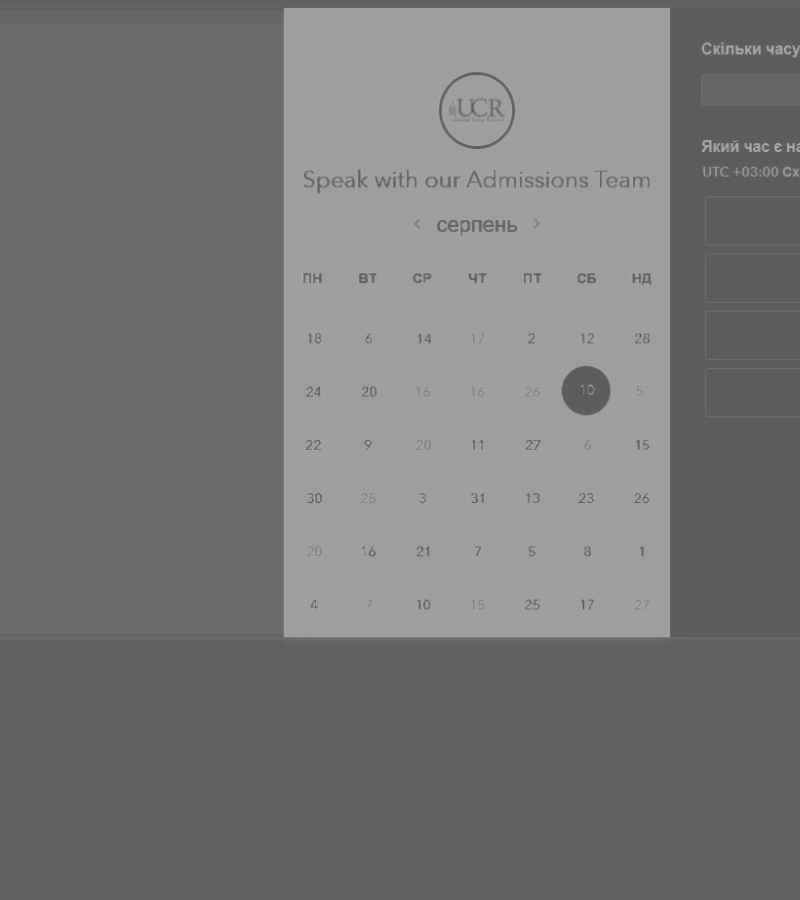 UCR
Speak with our Admissions Team
< серпень >
ПН ВТ СР ЧТ ПТ СБ НД
18 6 14 17 2 12 28
24 20 16 16 26 10 5
22 9 20 11 27 6 15
30 25 3 31 13 23 26
20 16 21 7 5 8 1
4 7 10 15 25 17 27
Скільки часу
Який час є на
UTC +03:00 Сх